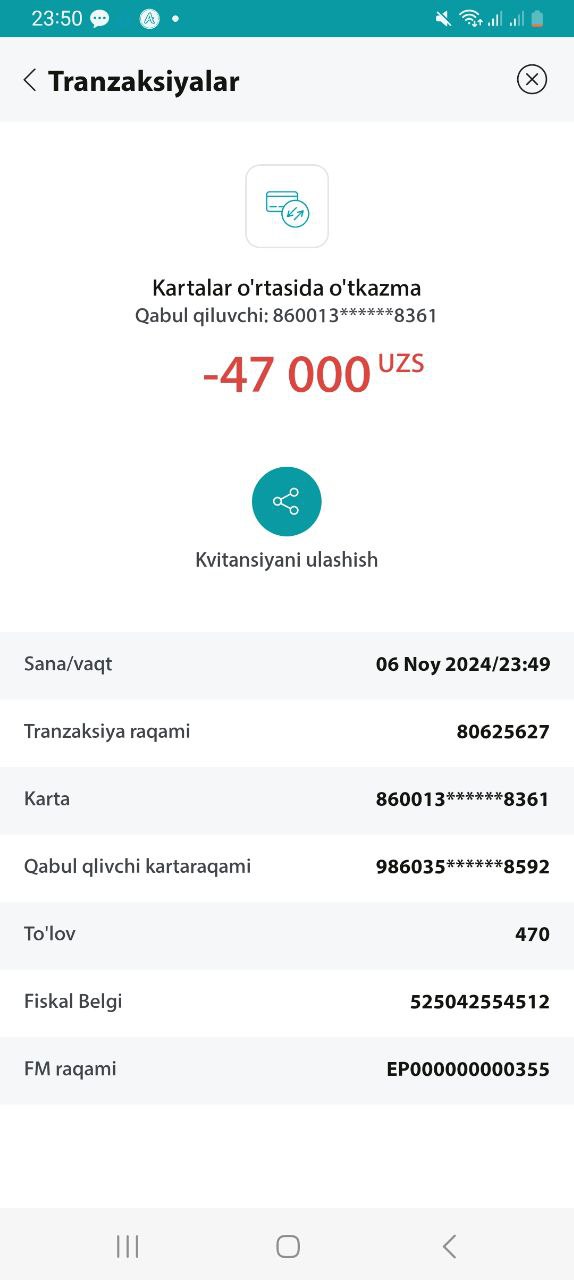 23:50
Tranzaksiyalar
Kartalar o'rtasida o'tkazma
Qabul qiluvchi: 860013******8361
-47 000 UZS
Kvitansiyani ulashish
Sana/vaqt 06 Noy 2024/23:49
Tranzaksiya raqami 80625627
Karta 860013******8361
Qabul qlivchi kartaraqami 986035******8592
To'lov 470
Fiskal Belgi 525042554512
FM raqami EP000000000355